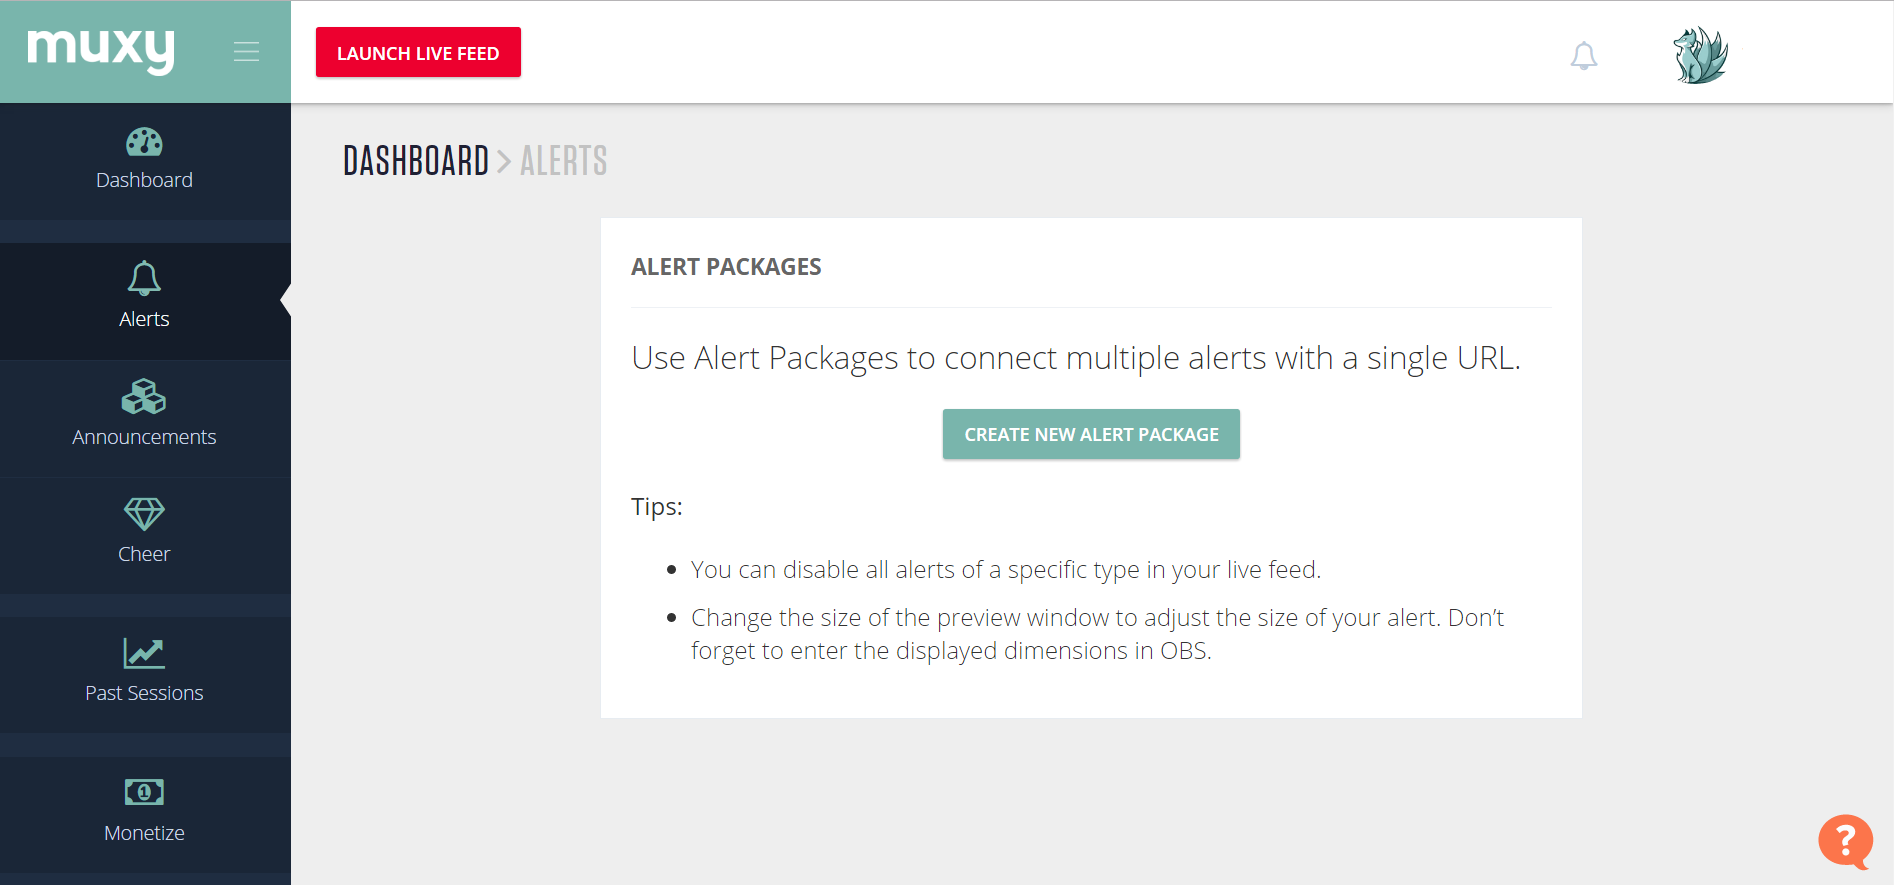 muxy
LAUNCH LIVE FEED
Dashboard
Alerts
Announcements
Cheer
Past Sessions
1
Monetize
DASHBOARD > ALERTS
ALERT PACKAGES
Use Alert Packages to connect multiple alerts with a single URL.
CREATE NEW ALERT PACKAGE
Tips:
• You can disable all alerts of a specific type in your live feed.
• Change the size of the preview window to adjust the size of your alert. Don’t
forget to enter the displayed dimensions in OBS.
?